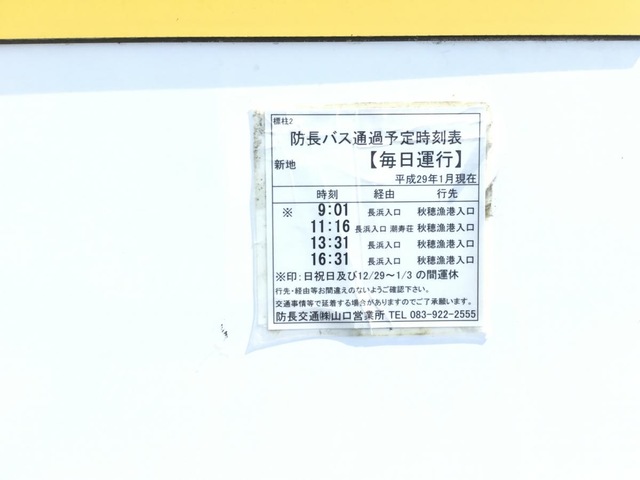 標柱2
防長バス通過予定時刻表
新地 【毎日運行】
平成29年1月現在
時刻 経由 行先
※ 9:01 長浜入口 秋穂漁港入口
11:16 長浜入口 潮寿荘 秋穂漁港入口
13:31 長浜入口 秋穂漁港入口
16:31 長浜入口 秋穂漁港入口
※印:日祝日及び12/29～1/3の間運休
行先・経由等お間違えのないようご確認下さい。
交通事情等で延着する場合がありますのでご了承願います。
防長交通㈱山口営業所 TEL 083-922-2555